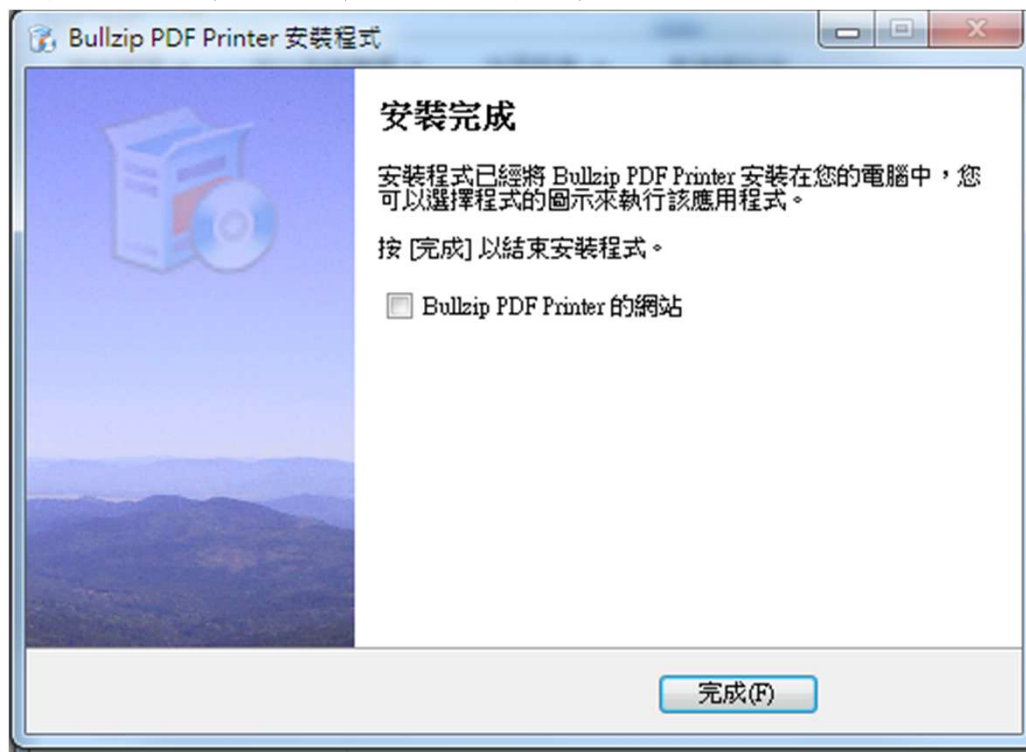 Bullzip PDF Printer 安裝程式
安裝完成
安裝程式已經將 Bullzip PDF Printer 安裝在您的電腦中，您
可以選擇程式的圖示來執行該應用程式。
按 [完成] 以結束安裝程式。
Bullzip PDF Printer 的網站
完成(F)